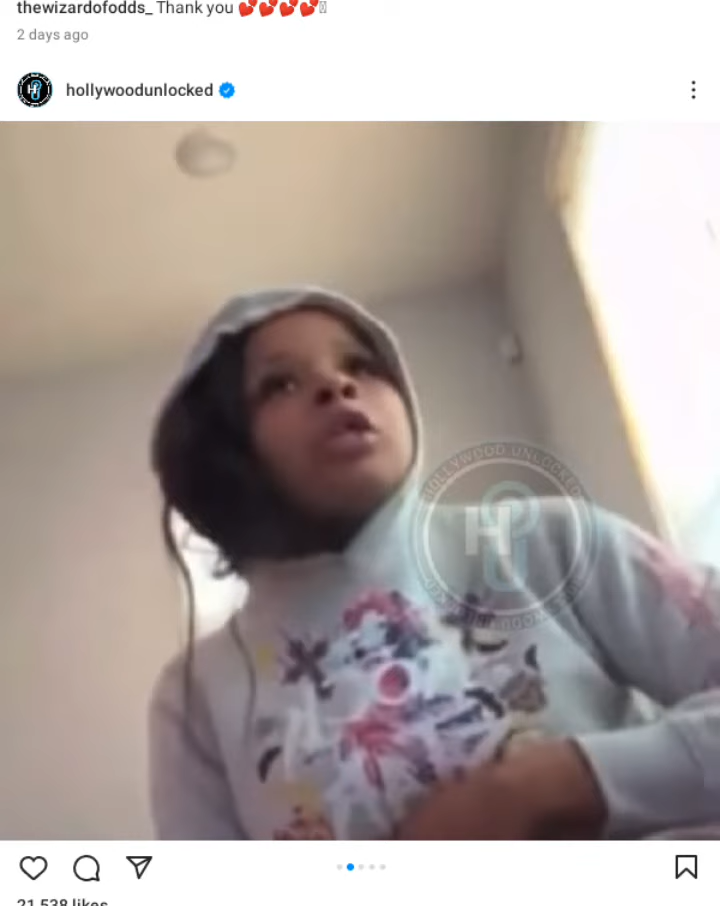 thewizardofodds_ Thank you 💕💕💕💕
2 days ago
hollywoodunlocked
HOLLYWOOD UNLOCKED
H
21,538 likes